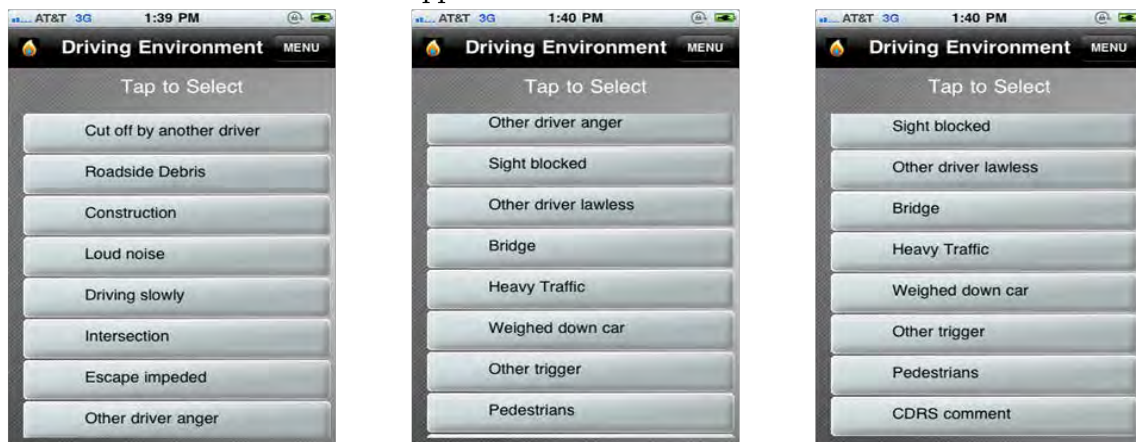 AT&T 3G 1:39 PM
Driving Environment MENU
Tap to Select
Cut off by another driver
Roadside Debris
Construction
Loud noise
Driving slowly
Intersection
Escape impeded
Other driver anger
AT&T 3G 1:40 PM
Driving Environment MENU
Tap to Select
Other driver anger
Sight blocked
Other driver lawless
Bridge
Heavy Traffic
Weighed down car
Other trigger
Pedestrians
AT&T 3G 1:40 PM
Driving Environment MENU
Tap to Select
Sight blocked
Other driver lawless
Bridge
Heavy Traffic
Weighed down car
Other trigger
Pedestrians
CDRS comment